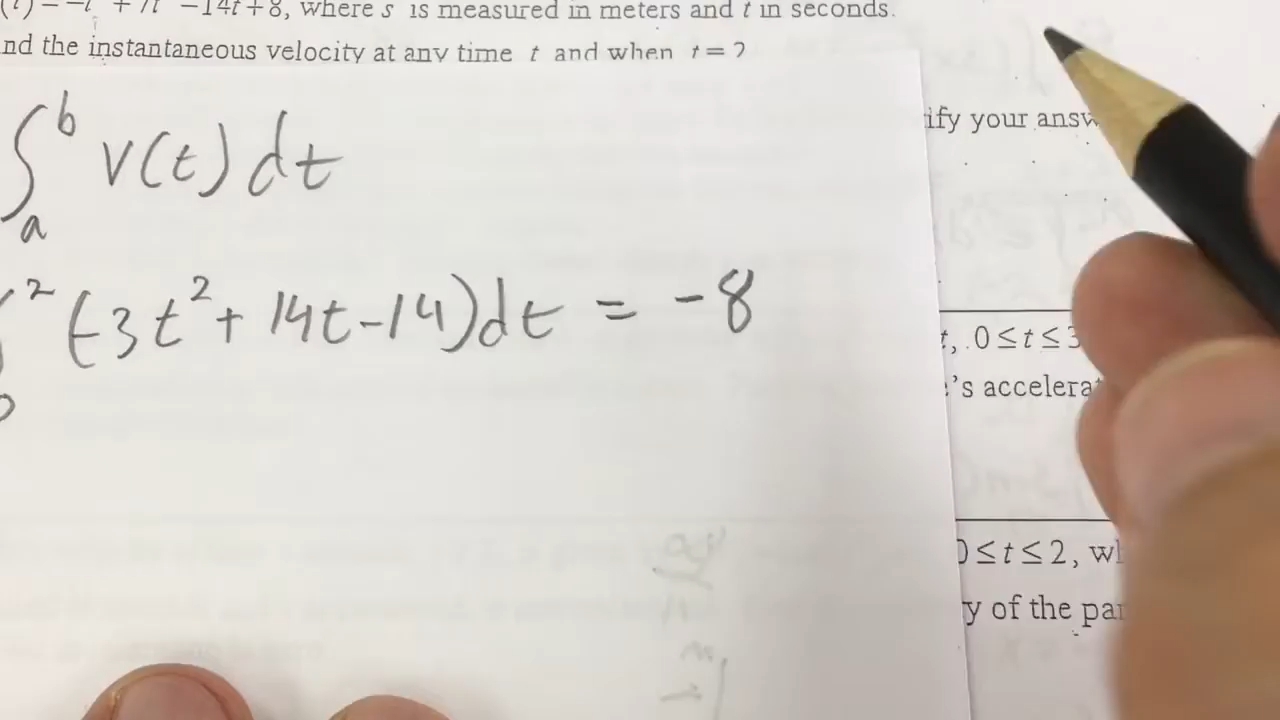 (t) = -t + 7t - 14t + 8, where s is measured in meters and t in seconds.
nd the instantaneous velocity at any time t and when t = 2
∫ₐᵇ v(t) dt
ify your answ
² (-3t² + 14t - 14) dt = -8
t, 0 ≤ t ≤ 3
's accelera
0 ≤ t ≤ 2, wh
y of the par